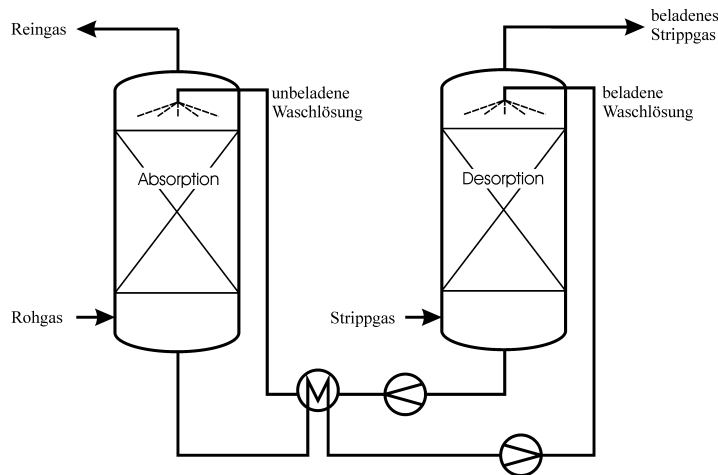 Reingas
beladenes
Strippgas
unbeladene
Waschlösung
beladene
Waschlösung
Absorption
Desorption
Rohgas
Strippgas